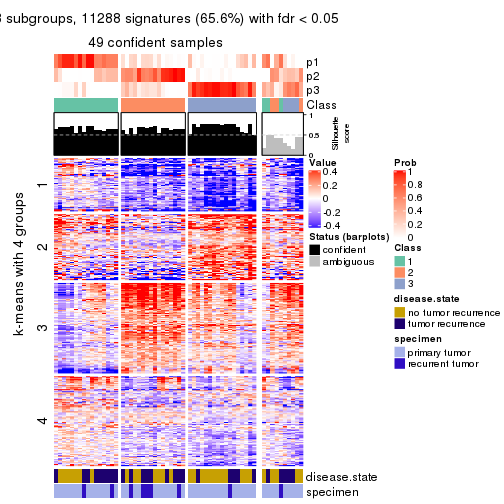 3 subgroups, 11288 signatures (65.6%) with fdr < 0.05
49 confident samples
p1
p2
p3
Class
1
0.5
0
Silhouette
score
k-means with 4 groups
1
2
3
4
Value
0.4
0.2
0
-0.2
-0.4
Status (barplots)
confident
ambiguous
Prob
1
0.8
0.6
0.4
0.2
0
Class
1
2
3
disease.state
no tumor recurrence
tumor recurrence
specimen
primary tumor
recurrent tumor
disease.state
specimen